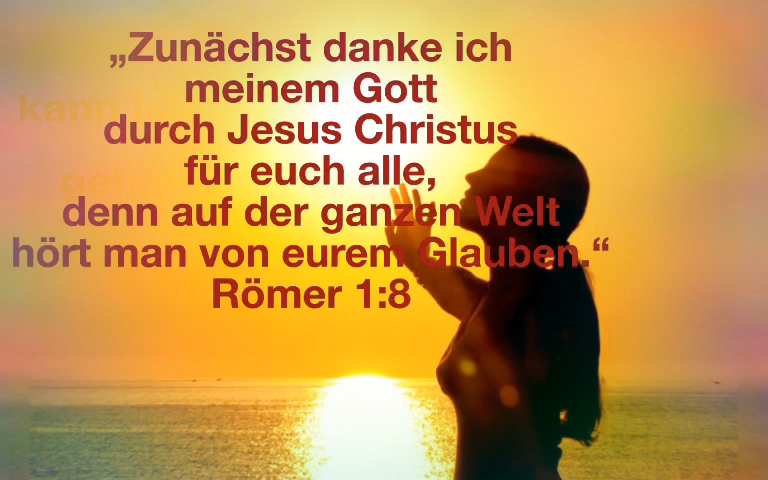 „Zunächst danke ich
meinem Gott
durch Jesus Christus
für euch alle,
denn auf der ganzen Welt
hört man von eurem Glauben.“
Römer 1:8
kann